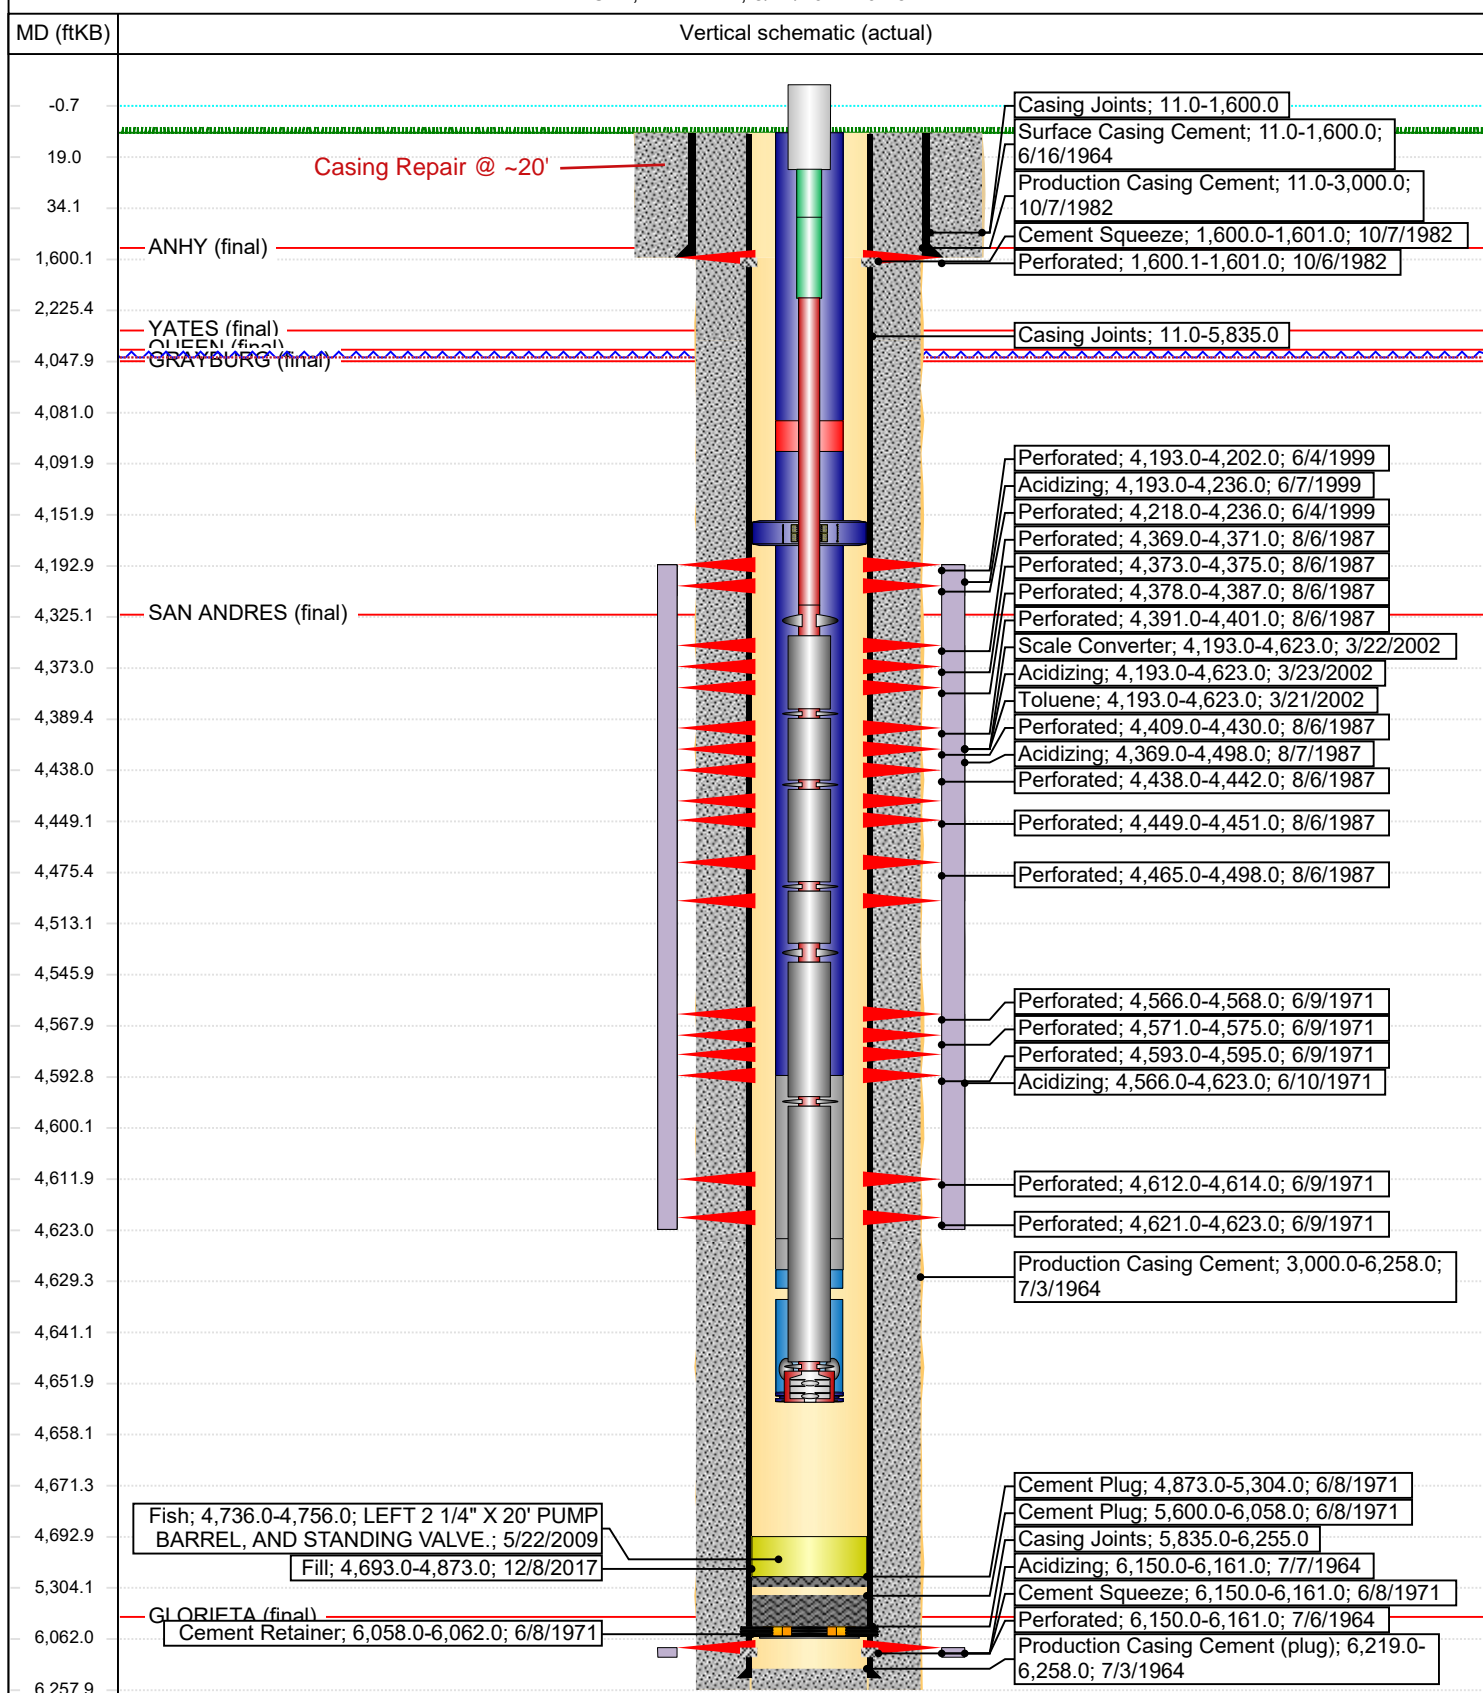 MD (ftKB)
Vertical schematic (actual)
-0.7
19.0
34.1
1,600.1
2,225.4
4,047.9
4,081.0
4,091.9
4,151.9
4,192.9
4,325.1
4,373.0
4,389.4
4,438.0
4,449.1
4,475.4
4,513.1
4,545.9
4,567.9
4,592.8
4,600.1
4,611.9
4,623.0
4,629.3
4,641.1
4,651.9
4,658.1
4,671.3
4,692.9
5,304.1
6,062.0
6,257.9
Casing Repair @ ~20'
ANHY (final)
YATES (final)
QUEEN (final)
GRAYBURG (final)
SAN ANDRES (final)
GLORIETA (final)
Fish; 4,736.0-4,756.0; LEFT 2 1/4" X 20' PUMP
BARREL, AND STANDING VALVE.; 5/22/2009
Fill; 4,693.0-4,873.0; 12/8/2017
Cement Retainer; 6,058.0-6,062.0; 6/8/1971
Casing Joints; 11.0-1,600.0
Surface Casing Cement; 11.0-1,600.0;
6/16/1964
Production Casing Cement; 11.0-3,000.0;
10/7/1982
Cement Squeeze; 1,600.0-1,601.0; 10/7/1982
Perforated; 1,600.1-1,601.0; 10/6/1982
Casing Joints; 11.0-5,835.0
Perforated; 4,193.0-4,202.0; 6/4/1999
Acidizing; 4,193.0-4,236.0; 6/7/1999
Perforated; 4,218.0-4,236.0; 6/4/1999
Perforated; 4,369.0-4,371.0; 8/6/1987
Perforated; 4,373.0-4,375.0; 8/6/1987
Perforated; 4,378.0-4,387.0; 8/6/1987
Perforated; 4,391.0-4,401.0; 8/6/1987
Scale Converter; 4,193.0-4,623.0; 3/22/2002
Acidizing; 4,193.0-4,623.0; 3/23/2002
Toluene; 4,193.0-4,623.0; 3/21/2002
Perforated; 4,409.0-4,430.0; 8/6/1987
Acidizing; 4,369.0-4,498.0; 8/7/1987
Perforated; 4,438.0-4,442.0; 8/6/1987
Perforated; 4,449.0-4,451.0; 8/6/1987
Perforated; 4,465.0-4,498.0; 8/6/1987
Perforated; 4,566.0-4,568.0; 6/9/1971
Perforated; 4,571.0-4,575.0; 6/9/1971
Perforated; 4,593.0-4,595.0; 6/9/1971
Acidizing; 4,566.0-4,623.0; 6/10/1971
Perforated; 4,612.0-4,614.0; 6/9/1971
Perforated; 4,621.0-4,623.0; 6/9/1971
Production Casing Cement; 3,000.0-6,258.0;
7/3/1964
Cement Plug; 4,873.0-5,304.0; 6/8/1971
Cement Plug; 5,600.0-6,058.0; 6/8/1971
Casing Joints; 5,835.0-6,255.0
Acidizing; 6,150.0-6,161.0; 7/7/1964
Cement Squeeze; 6,150.0-6,161.0; 6/8/1971
Perforated; 6,150.0-6,161.0; 7/6/1964
Production Casing Cement (plug); 6,219.0-
6,258.0; 7/3/1964